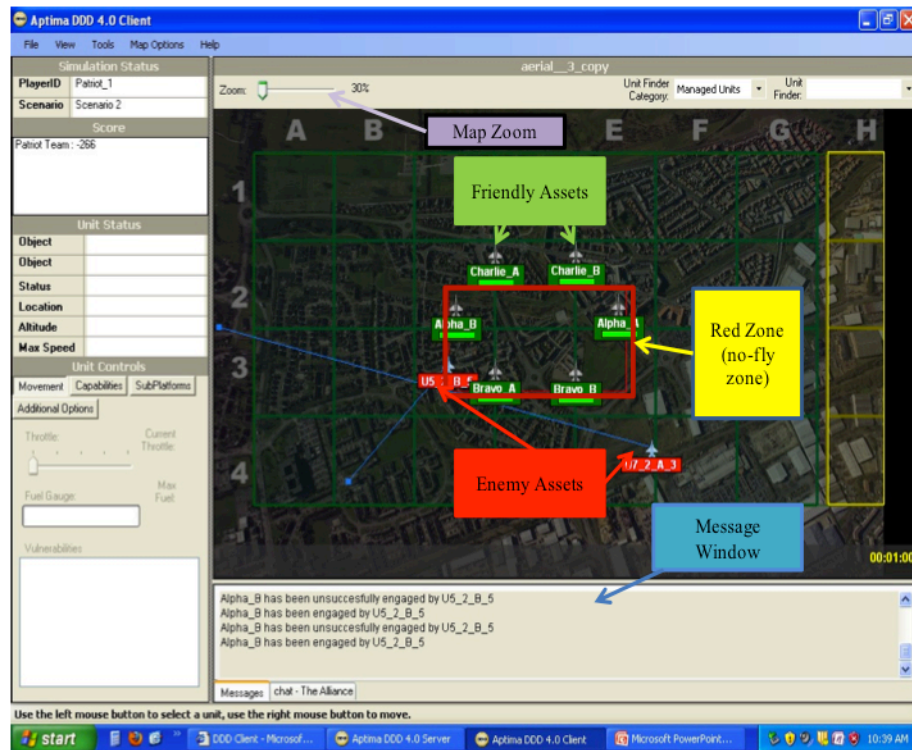 Aptima DDD 4.0 Client
File View Tools Map Options Help
Simulation Status
PlayerID Patriot_1
Scenario Scenario 2
Score
Patriot Team : -266
Unit Status
Object
Object
Status
Location
Altitude
Max Speed
Unit Controls
Movement Capabilities SubPlatforms
Additional Options
Throttle: Current Throttle:
Fuel Gauge: Max Fuel:
Vulnerabilities
aerial__3_copy
Zoom: 30% Unit Finder Category: Managed Units Unit Finder:
Map Zoom
A B E F G H
1
2
3
4
Friendly Assets
Charlie_A Charlie_B
Alpha_B Alpha_A
U5_2_B_5 Bravo_A Bravo_B
Red Zone
(no-fly
zone)
U7_2_A_3
Enemy Assets
Message
Window
00:01:00
Alpha_B has been unsuccesfully engaged by U5_2_B_5
Alpha_B has been engaged by U5_2_B_5
Alpha_B has been unsuccesfully engaged by U5_2_B_5
Alpha_B has been engaged by U5_2_B_5
Messages chat - The Alliance
Use the left mouse button to select a unit, use the right mouse button to move.
start DDD Client - Microsof... Aptima DDD 4.0 Server Aptima DDD 4.0 Client Microsoft PowerPoint... 10:39 AM